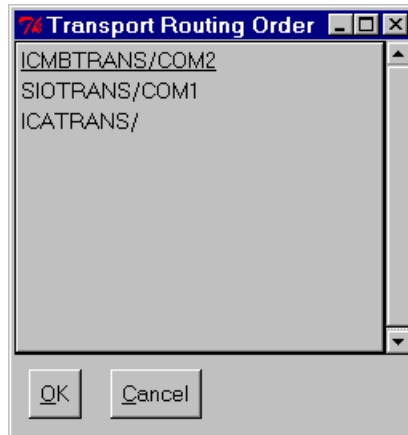 Transport Routing Order
ICMBTRANS/COM2
SIOTRANS/COM1
ICATRANS/
OK
Cancel